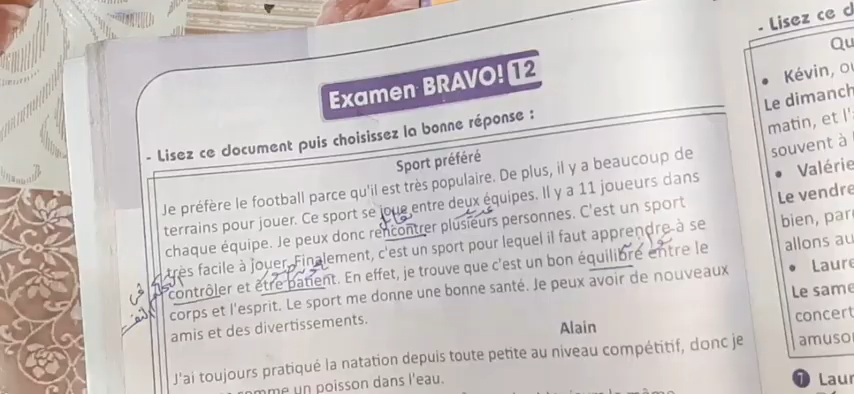 Examen BRAVO! 12
- Lisez ce document puis choisissez la bonne réponse :
Sport préféré
Je préfère le football parce qu'il est très populaire. De plus, il y a beaucoup de
terrains pour jouer. Ce sport se joue entre deux équipes. Il y a 11 joueurs dans
chaque équipe. Je peux donc rencontrer plusieurs personnes. C'est un sport
très facile à jouer. Finalement, c'est un sport pour lequel il faut apprendre à se
contrôler et être patient. En effet, je trouve que c'est un bon équilibré entre le
corps et l'esprit. Le sport me donne une bonne santé. Je peux avoir de nouveaux
amis et des divertissements.
Alain
J'ai toujours pratiqué la natation depuis toute petite au niveau compétitif, donc je
comme un poisson dans l'eau.
- Lisez ce d
Qu
• Kévin, o
Le dimanch
matin, et l'
souvent à
• Valérie
Le vendre
bien, par
allons au
• Laure
Le same
concert
amuso
7 Laur